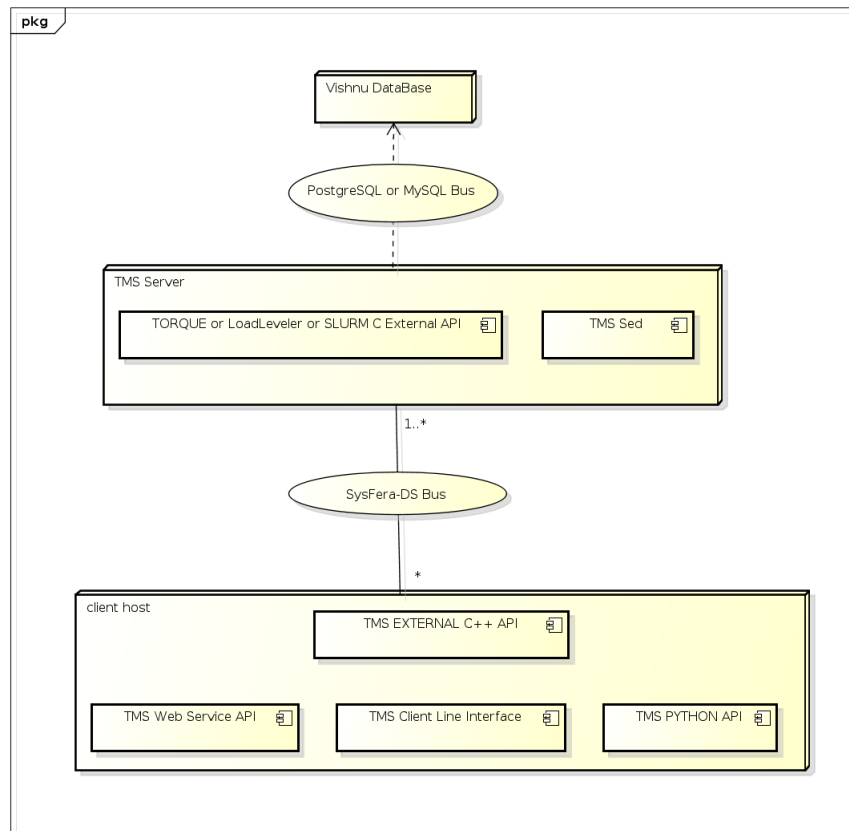 pkg
Vishnu DataBase
PostgreSQL or MySQL Bus
TMS Server
TORQUE or LoadLeveler or SLURM C External API
TMS Sed
1..*
SysFera-DS Bus
*
client host
TMS EXTERNAL C++ API
TMS Web Service API
TMS Client Line Interface
TMS PYTHON API